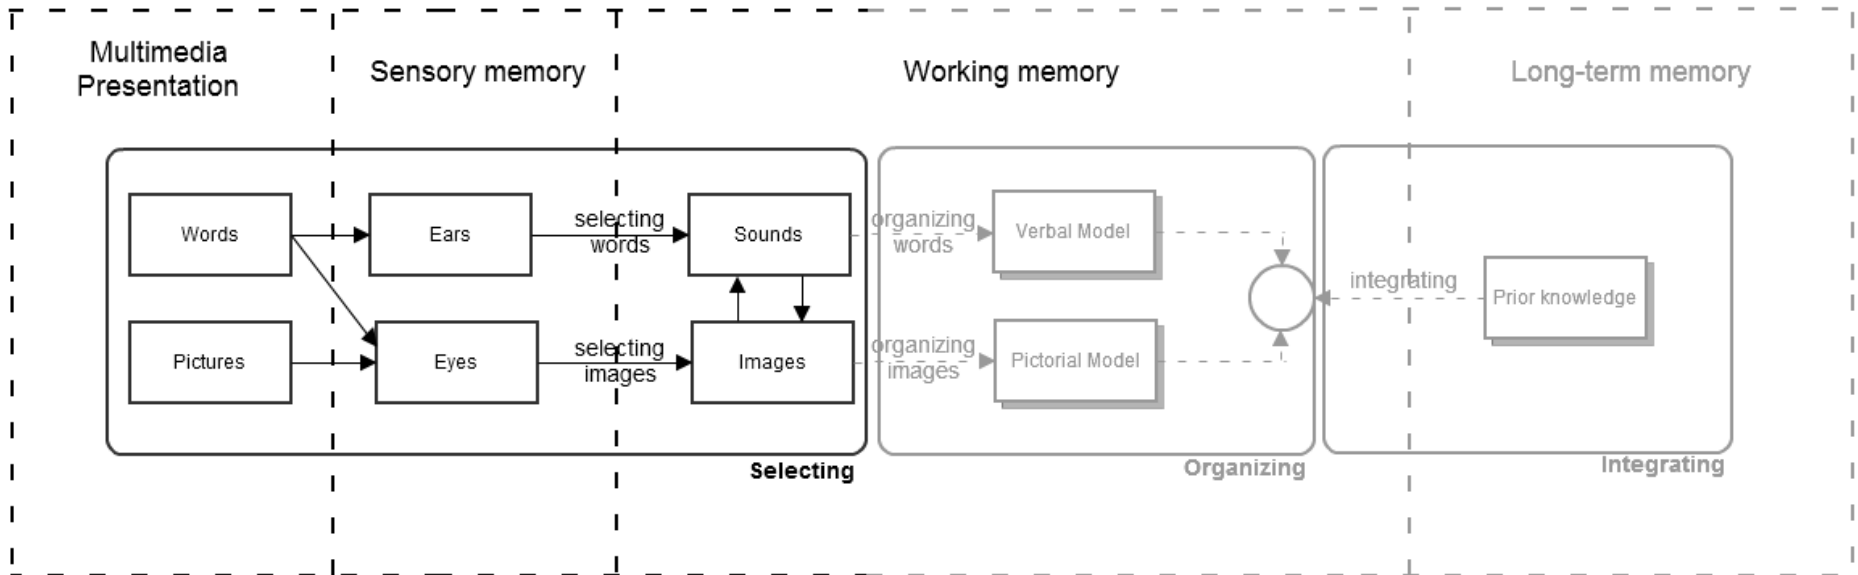 Multimedia
Presentation
Sensory memory
Working memory
Long-term memory
Words
Ears
selecting
words
Sounds
organizing
words
Verbal Model
integrating
Prior knowledge
Pictures
Eyes
selecting
images
Images
organizing
images
Pictorial Model
Selecting
Organizing
Integrating